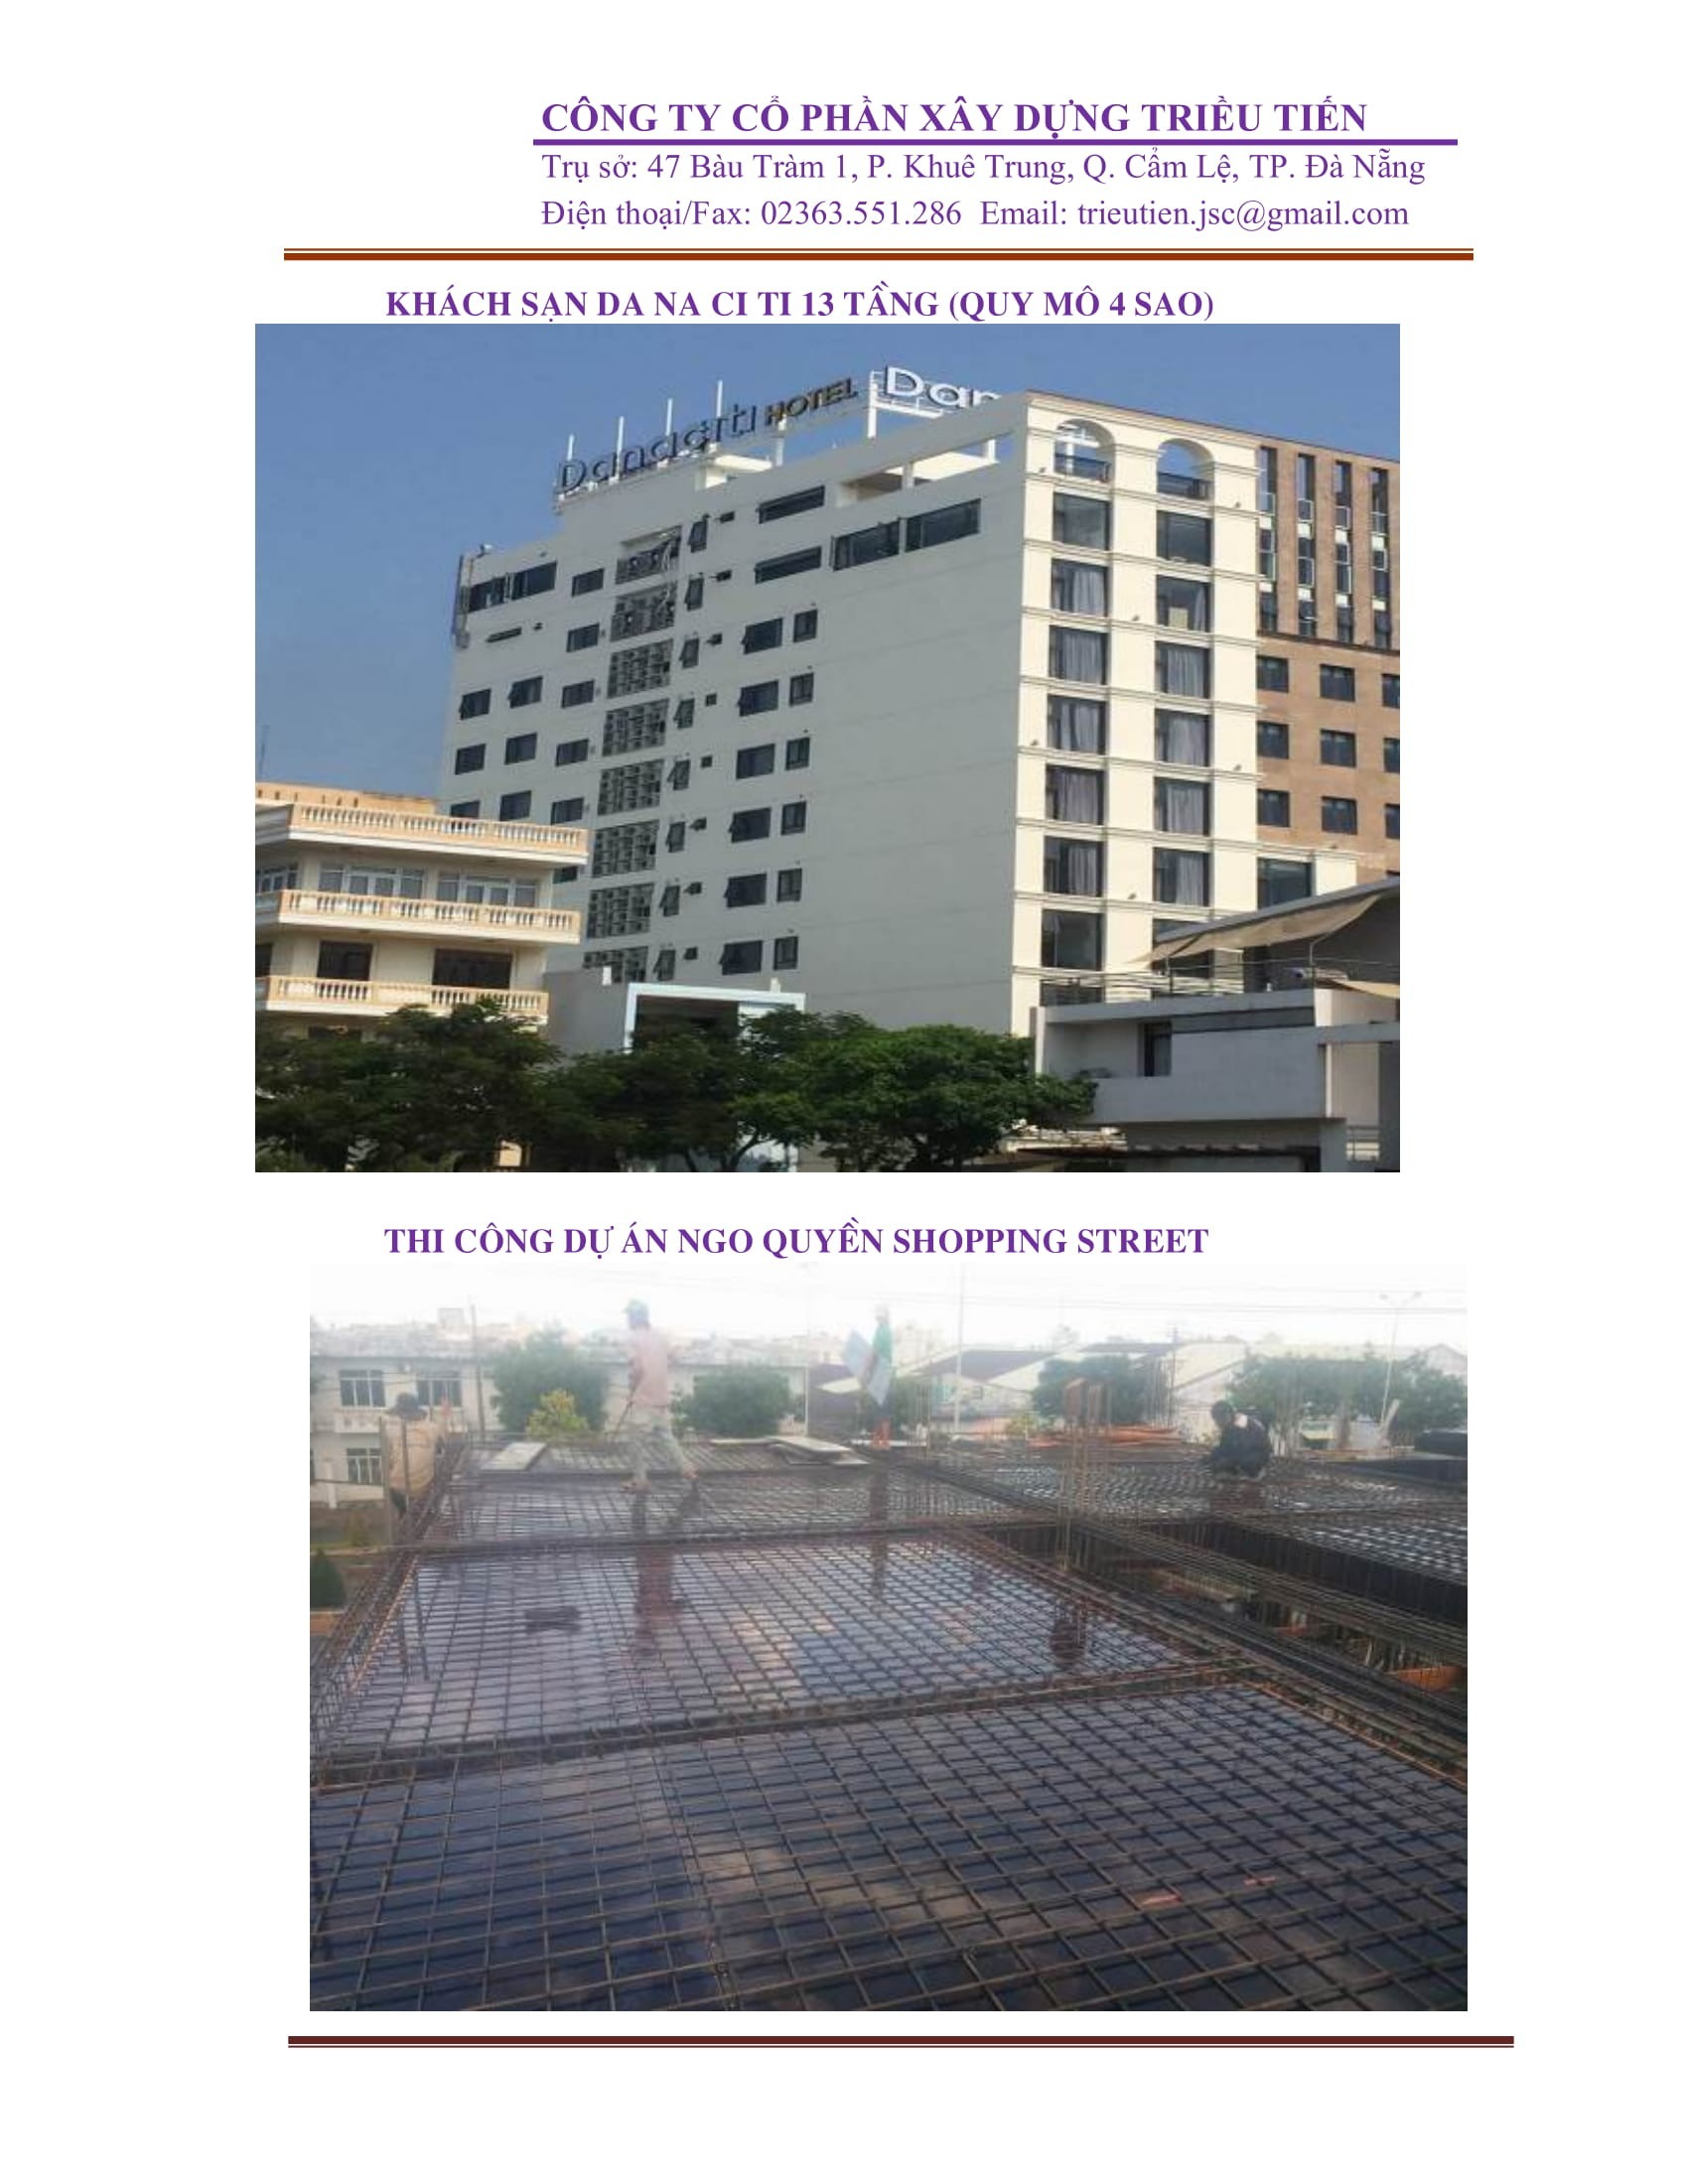 CÔNG TY CỔ PHẦN XÂY DỰNG TRIỀU TIẾN
Trụ sở: 47 Bàu Tràm 1, P. Khuê Trung, Q. Cẩm Lệ, TP. Đà Nẵng
Điện thoại/Fax: 02363.551.286 Email: trieutien.jsc@gmail.com
KHÁCH SẠN DA NA CI TI 13 TẦNG (QUY MÔ 4 SAO)
Danaciti HOTEL
Dan
THI CÔNG DỰ ÁN NGO QUYỀN SHOPPING STREET